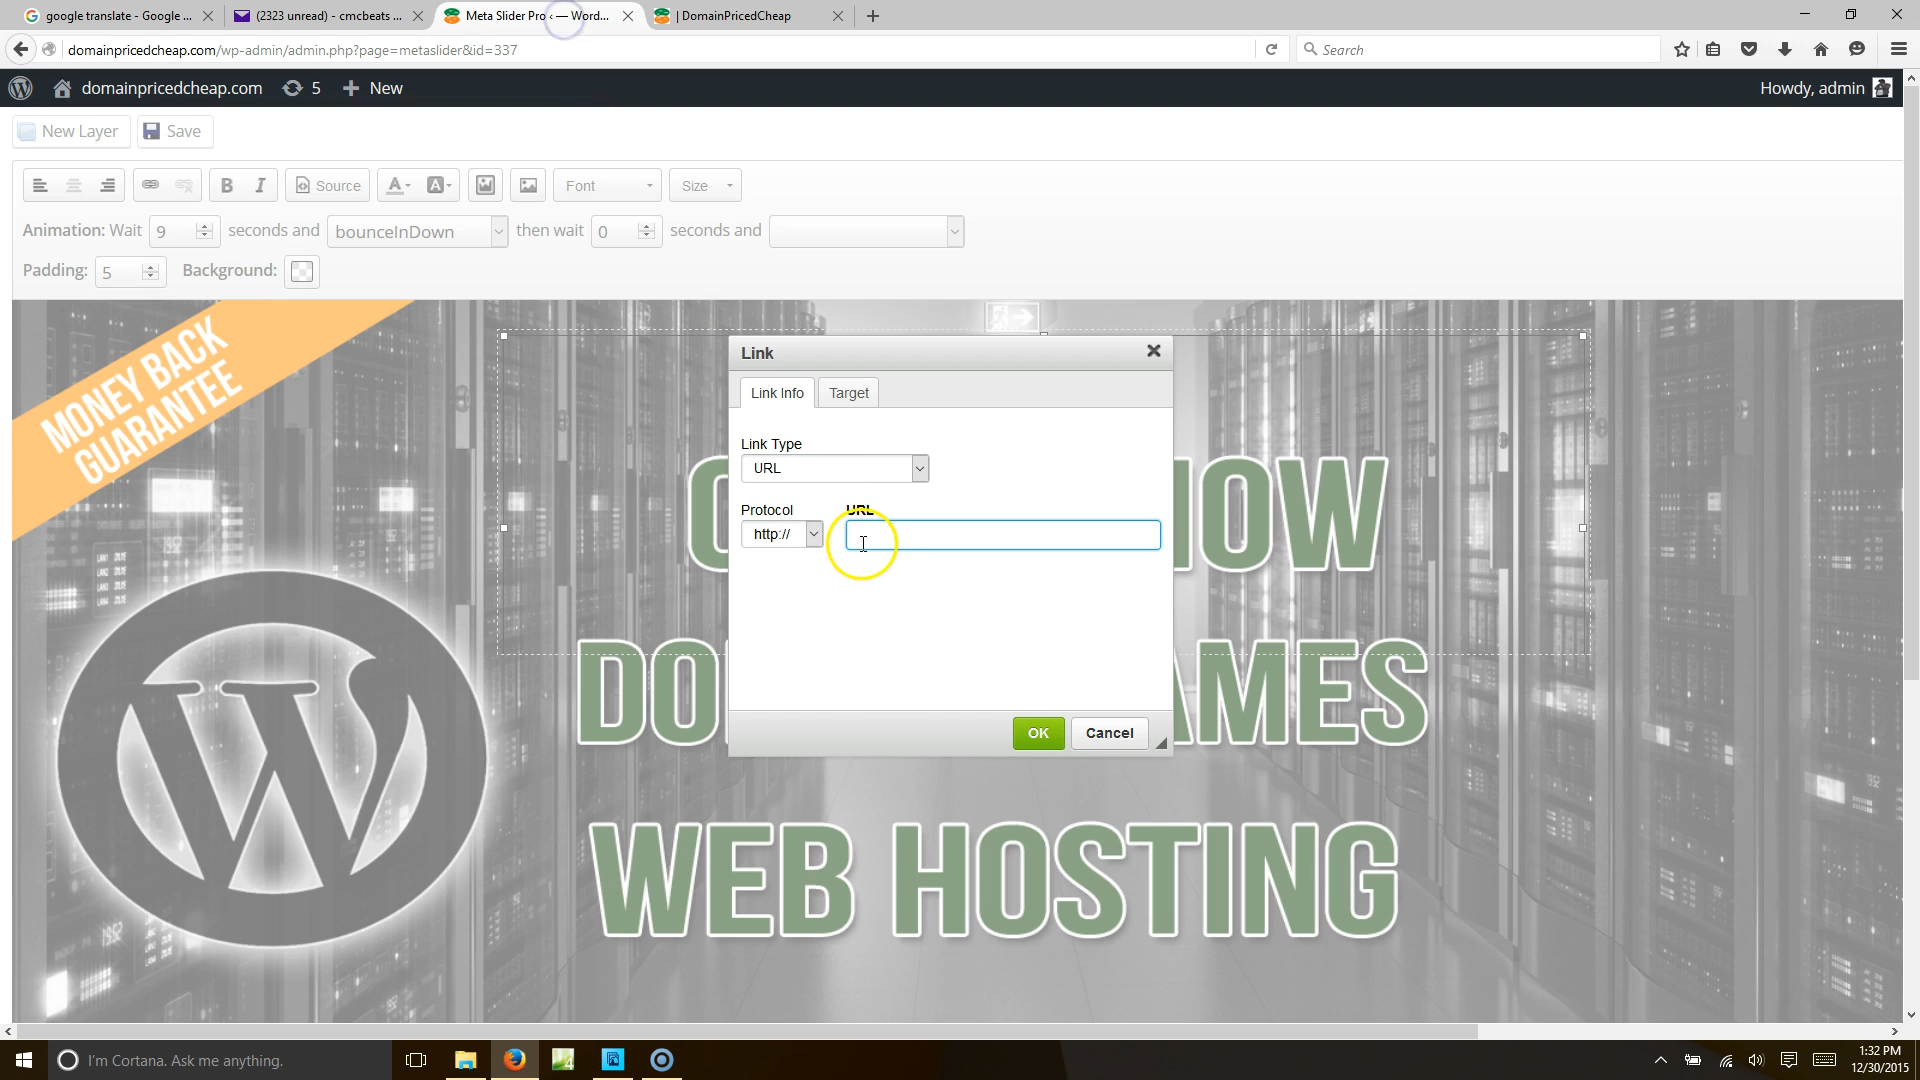 google translate - Google ...
(2323 unread) - cmcbeats ...
Meta Slider Pro ‹ — Word...
| DomainPricedCheap
domainpricedcheap.com/wp-admin/admin.php?page=metaslider&id=337
Search
domainpricedcheap.com
5
New
Howdy, admin
New Layer
Save
Source
Font
Size
Animation: Wait 9 seconds and bounceInDown then wait 0 seconds and
Padding: 5 Background:
MONEY BACK
GUARANTEE
Link
Link Info
Target
Link Type
URL
Protocol
URL
http://
OK
Cancel
OW
DO
AMES
WEB HOSTING
I'm Cortana. Ask me anything.
1:32 PM
12/30/2015